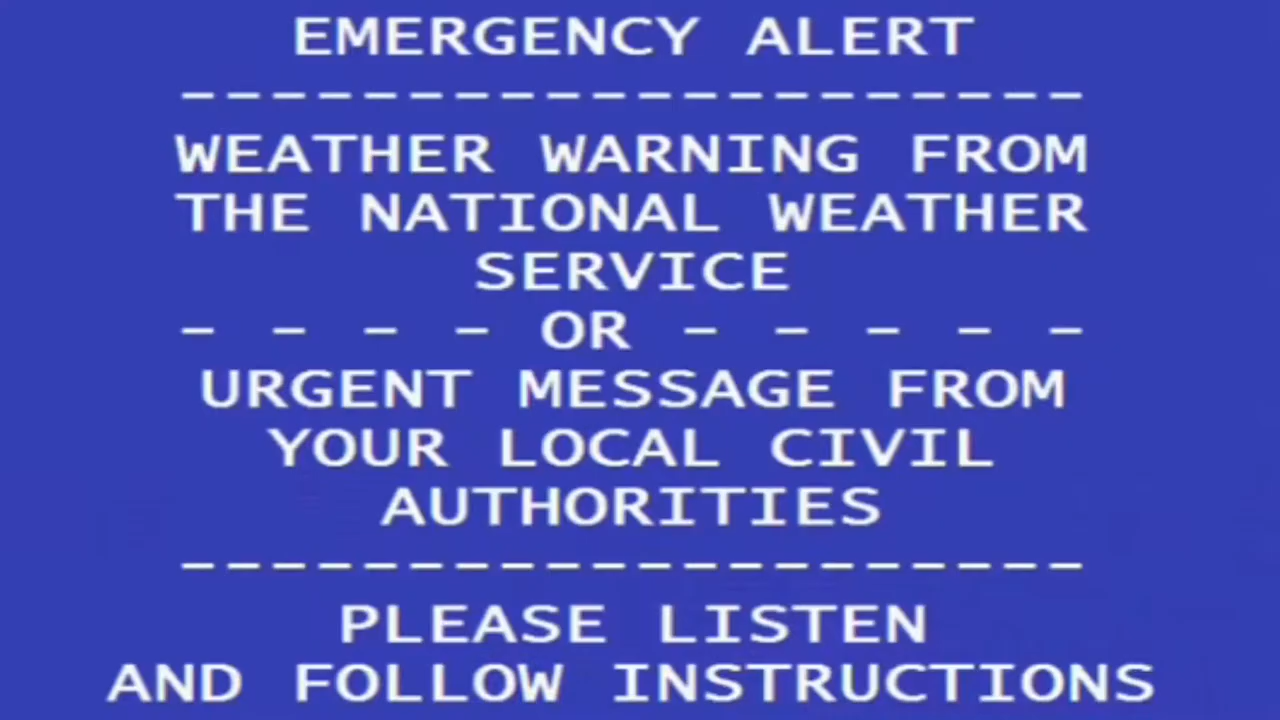 EMERGENCY ALERT
--------------------
WEATHER WARNING FROM
THE NATIONAL WEATHER
SERVICE
- - - - OR - - - - -
URGENT MESSAGE FROM
YOUR LOCAL CIVIL
AUTHORITIES
--------------------
PLEASE LISTEN
AND FOLLOW INSTRUCTIONS